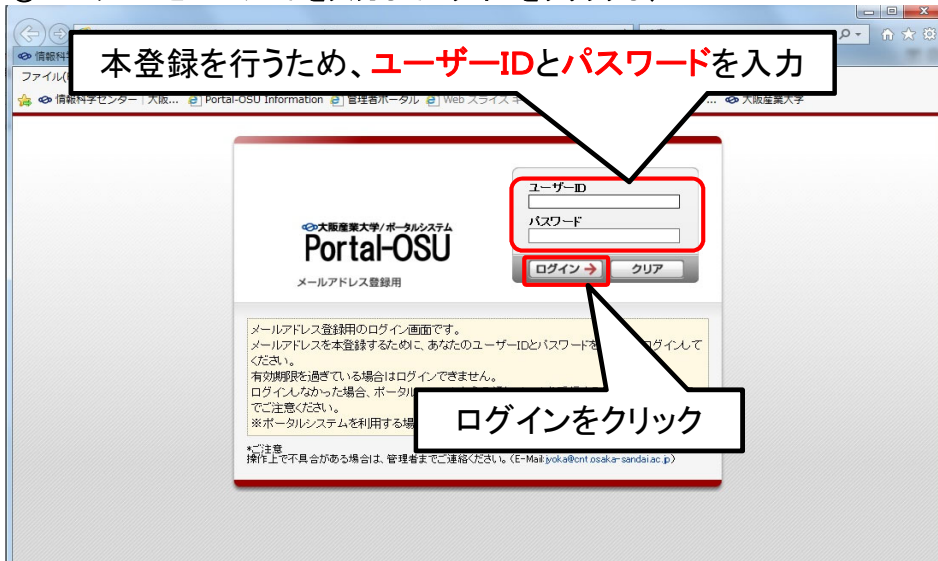 本登録を行うため、ユーザーIDとパスワードを入力
情報科学
ファイル(
情報科学センター | 大阪... Portal-OSU Information 管理者ポータル Web スライス ... 大阪産業大学
ユーザーID
パスワード
大阪産業大学/ポータルシステム
Portal-OSU
メールアドレス登録用
ログイン クリア
メールアドレス登録用のログイン画面です。
メールアドレスを本登録するために、あなたのユーザーIDとパスワードを ログインして
ください。
有効期限を過ぎている場合はログインできません。
ログインしなかった場合、ポータル
でご注意ください。
※ポータルシステムを利用する場
ログインをクリック
*ご注意
操作上で不具合がある場合は、管理者までご連絡ください。(E-Mail:jyoka@cnt.osaka-sandai.ac.jp)